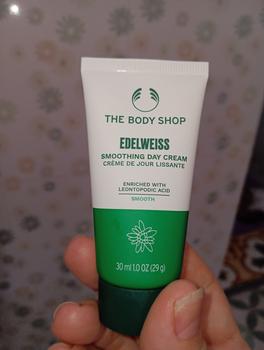 THE BODY SHOP
EDELWEISS
SMOOTHING DAY CREAM
CRÈME DE JOUR LISSANTE
ENRICHED WITH
LEONTOPODIC ACID
SMOOTH
30 ml 1.0 OZ (29 g)